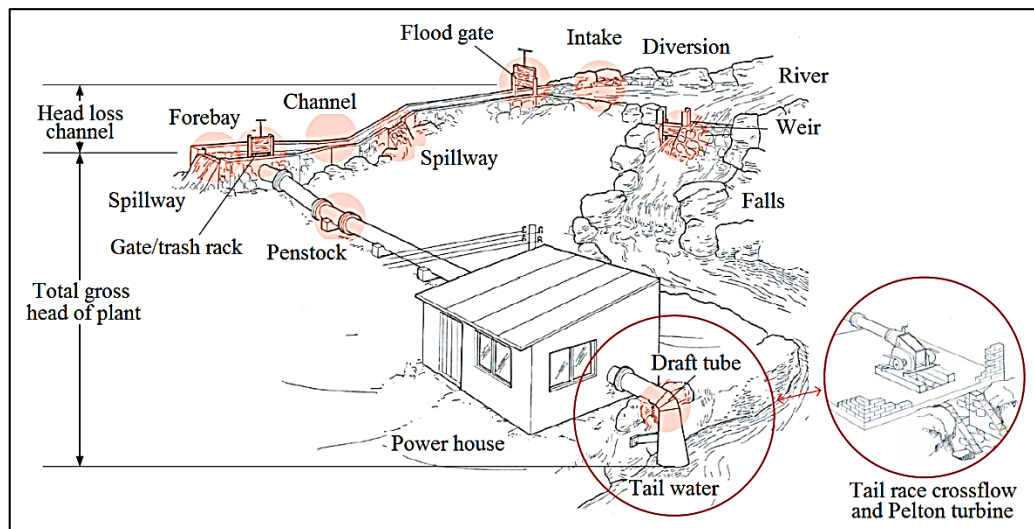 Flood gate
Intake
Diversion
River
Head loss
channel
Forebay
Channel
Weir
Spillway
Spillway
Falls
Gate/trash rack
Penstock
Total gross
head of plant
Draft tube
Power house
Tail water
Tail race crossflow
and Pelton turbine